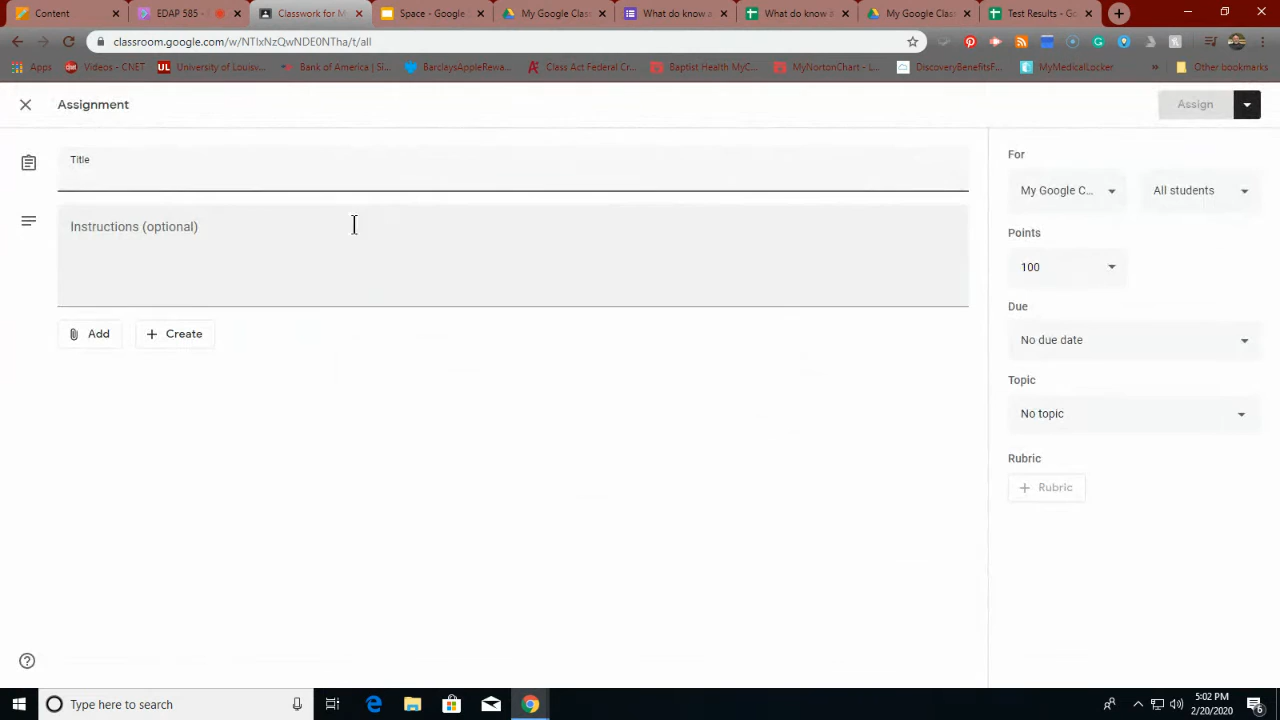 Content
EDAP 585 -
Classwork for M
Space - Google
My Google Clas
What do know a
What do know a
My Google Clas
Test Results - Go
classroom.google.com/w/NTIxNzQwNDE0NTha/t/all
Apps
Videos - CNET
University of Louisv...
Bank of America | Si...
BarclaysAppleRewa...
Class Act Federal Cr...
Baptist Health MyC...
MyNortonChart - L...
DiscoveryBenefitsF...
MyMedicalLocker
»
Other bookmarks
Assignment
Assign
Title
For
My Google C...
All students
Instructions (optional)
Points
100
Add
Create
Due
No due date
Topic
No topic
Rubric
Rubric
Type here to search
5:02 PM
2/20/2020
6